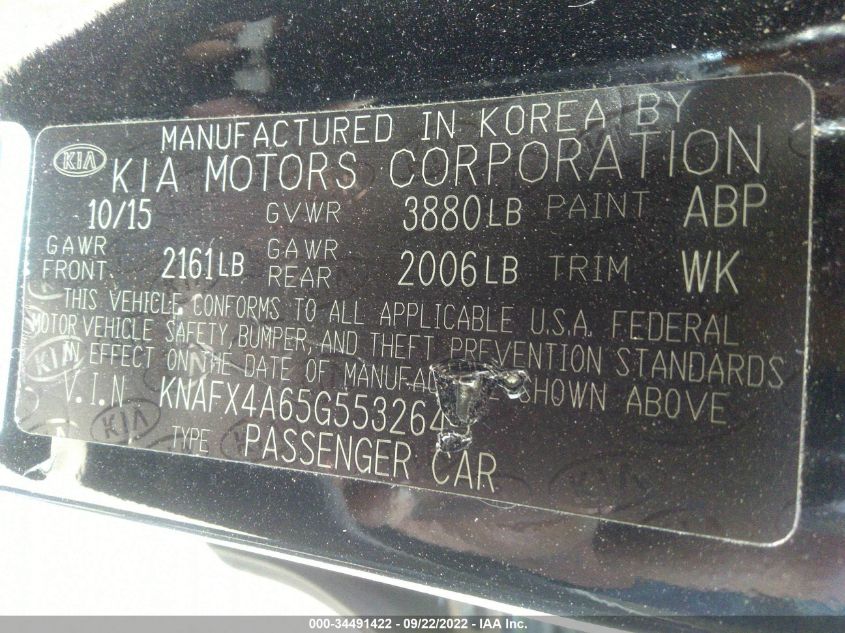 KIA
MANUFACTURED IN KOREA BY
KIA MOTORS CORPORATION
10/15 GVWR 3880LB PAINT ABP
GAWR FRONT 2161LB GAWR REAR 2006LB TRIM WK
THIS VEHICLE CONFORMS TO ALL APPLICABLE U.S.A. FEDERAL
MOTOR VEHICLE SAFETY, BUMPER, AND THEFT PREVENTION STANDARDS
IN EFFECT ON THE DATE OF SHOWN ABOVE
V.I.N KNAFX4A65G553264
TYPE PASSENGER CAR
000-34491422 - 09/22/2022 - IAA Inc.